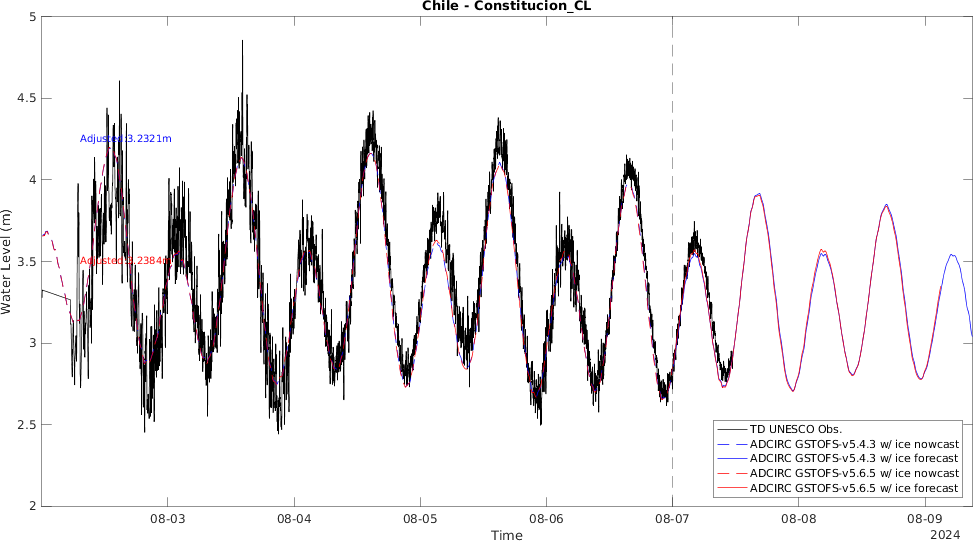 Chile - Constitucion_CL
5
4.5
4
3.5
3
2.5
2
Water Level (m)
Adjusted:3.2321m
Adjusted:3.2384m
TD UNESCO Obs.
ADCIRC GSTOFS-v5.4.3 w/ ice nowcast
ADCIRC GSTOFS-v5.4.3 w/ ice forecast
ADCIRC GSTOFS-v5.6.5 w/ ice nowcast
ADCIRC GSTOFS-v5.6.5 w/ ice forecast
08-03 08-04 08-05 08-06 08-07 08-08 08-09
Time
2024